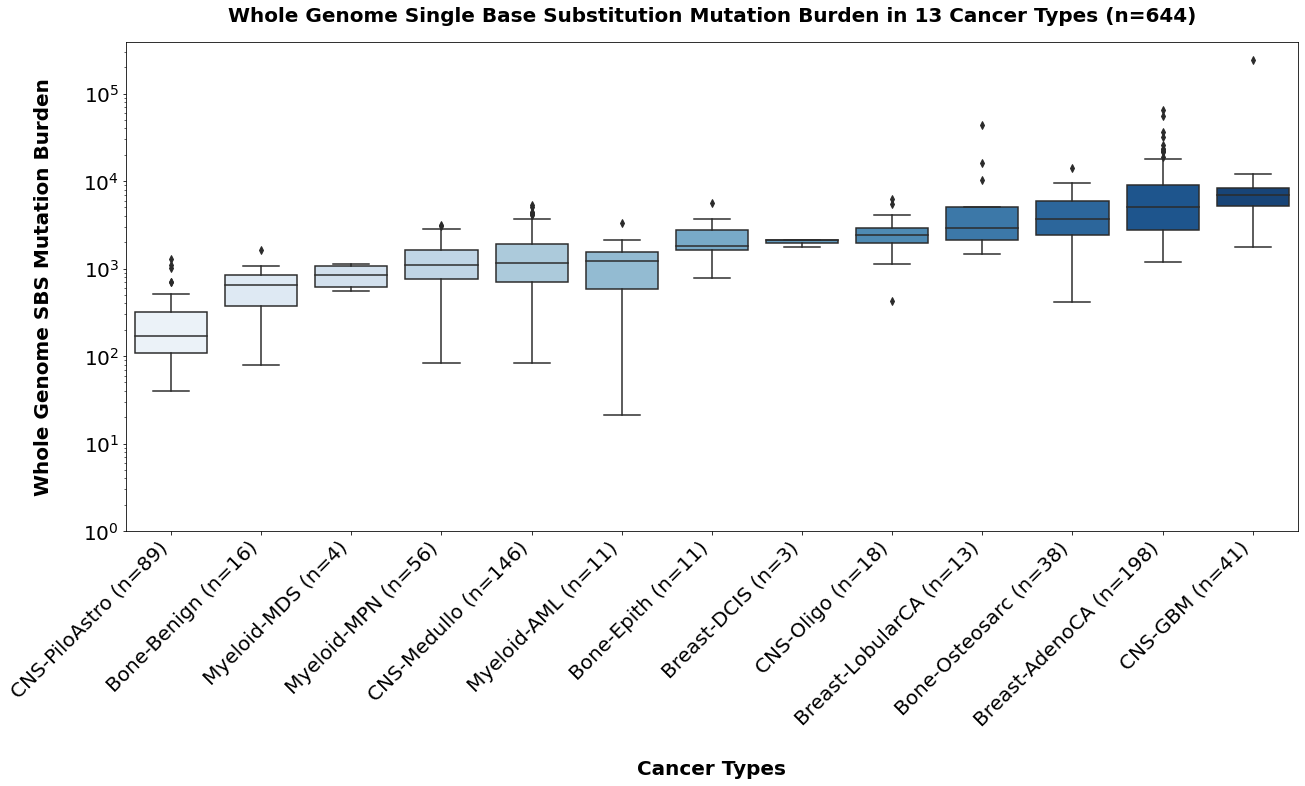 Whole Genome Single Base Substitution Mutation Burden in 13 Cancer Types (n=644)
Whole Genome SBS Mutation Burden
10^5
10^4
10^3
10^2
10^1
10^0
CNS-PiloAstro (n=89)
Bone-Benign (n=16)
Myeloid-MDS (n=4)
Myeloid-MPN (n=56)
CNS-Medullo (n=146)
Myeloid-AML (n=11)
Bone-Epith (n=11)
Breast-DCIS (n=3)
CNS-Oligo (n=18)
Breast-LobularCA (n=13)
Bone-Osteosarc (n=38)
Breast-AdenoCA (n=198)
CNS-GBM (n=41)
Cancer Types